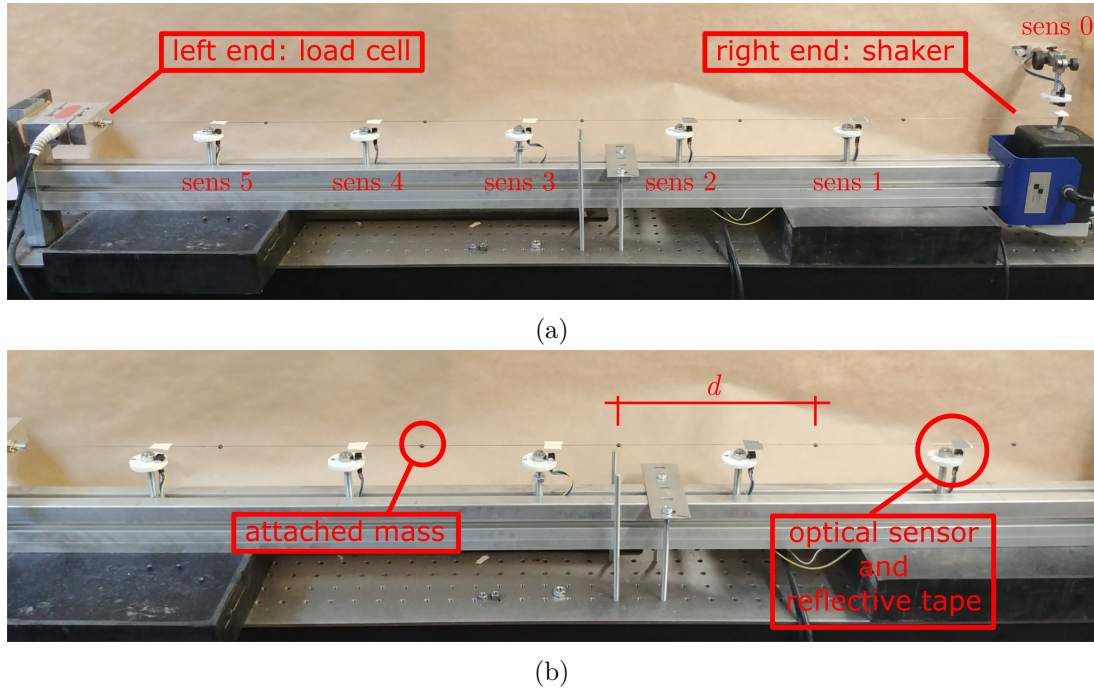 sens 0
left end: load cell
right end: shaker
sens 5
sens 4
sens 3
sens 2
sens 1
(a)
d
attached mass
optical sensor
and
reflective tape
(b)